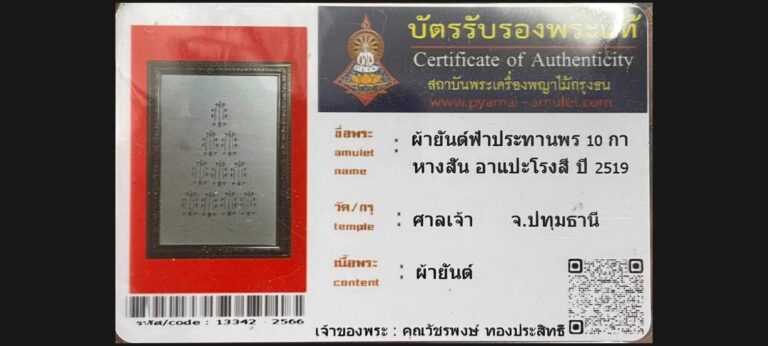 บัตรรับรองพระแท้
Certificate of Authenticity
สถาบันพระเครื่องพญาไม้กรุงธน
www.pyamai-amulet.com
ชื่อพระ
amulet
name
: ผ้ายันต์ฟ้าประทานพร 10 กา
หางสั้น อาแปะโรงสี ปี 2519
วัด/กรุ
temple
: ศาลเจ้า จ.ปทุมธานี
เนื้อพระ
content
: ผ้ายันต์
รหัส/code : 13342 2566
เจ้าของพระ : คุณวัชรพงษ์ ทองประสิทธิ์